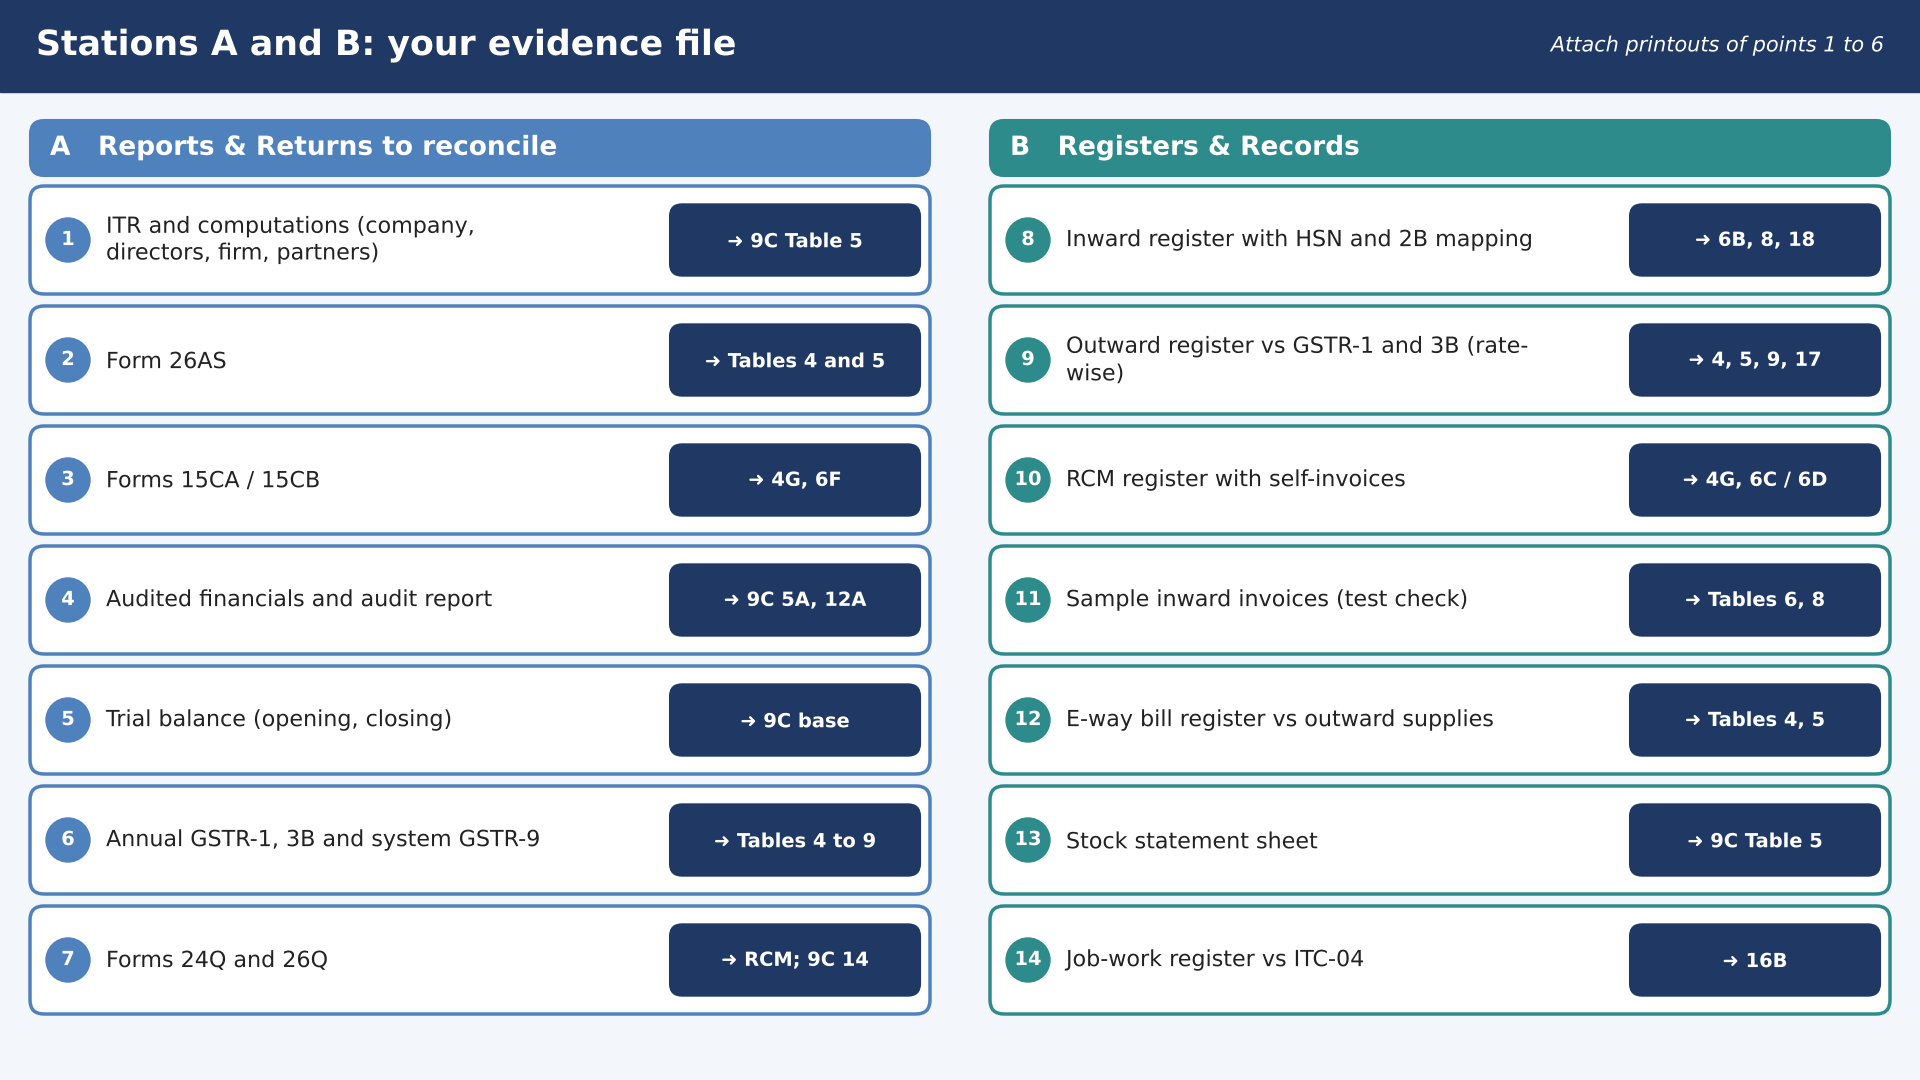 Stations A and B: your evidence file
Attach printouts of points 1 to 6
A Reports & Returns to reconcile
1 ITR and computations (company,
directors, firm, partners)
→ 9C Table 5
2 Form 26AS
→ Tables 4 and 5
3 Forms 15CA / 15CB
→ 4G, 6F
4 Audited financials and audit report
→ 9C 5A, 12A
5 Trial balance (opening, closing)
→ 9C base
6 Annual GSTR-1, 3B and system GSTR-9
→ Tables 4 to 9
7 Forms 24Q and 26Q
→ RCM; 9C 14
B Registers & Records
8 Inward register with HSN and 2B mapping
→ 6B, 8, 18
9 Outward register vs GSTR-1 and 3B (rate-
wise)
→ 4, 5, 9, 17
10 RCM register with self-invoices
→ 4G, 6C / 6D
11 Sample inward invoices (test check)
→ Tables 6, 8
12 E-way bill register vs outward supplies
→ Tables 4, 5
13 Stock statement sheet
→ 9C Table 5
14 Job-work register vs ITC-04
→ 16B